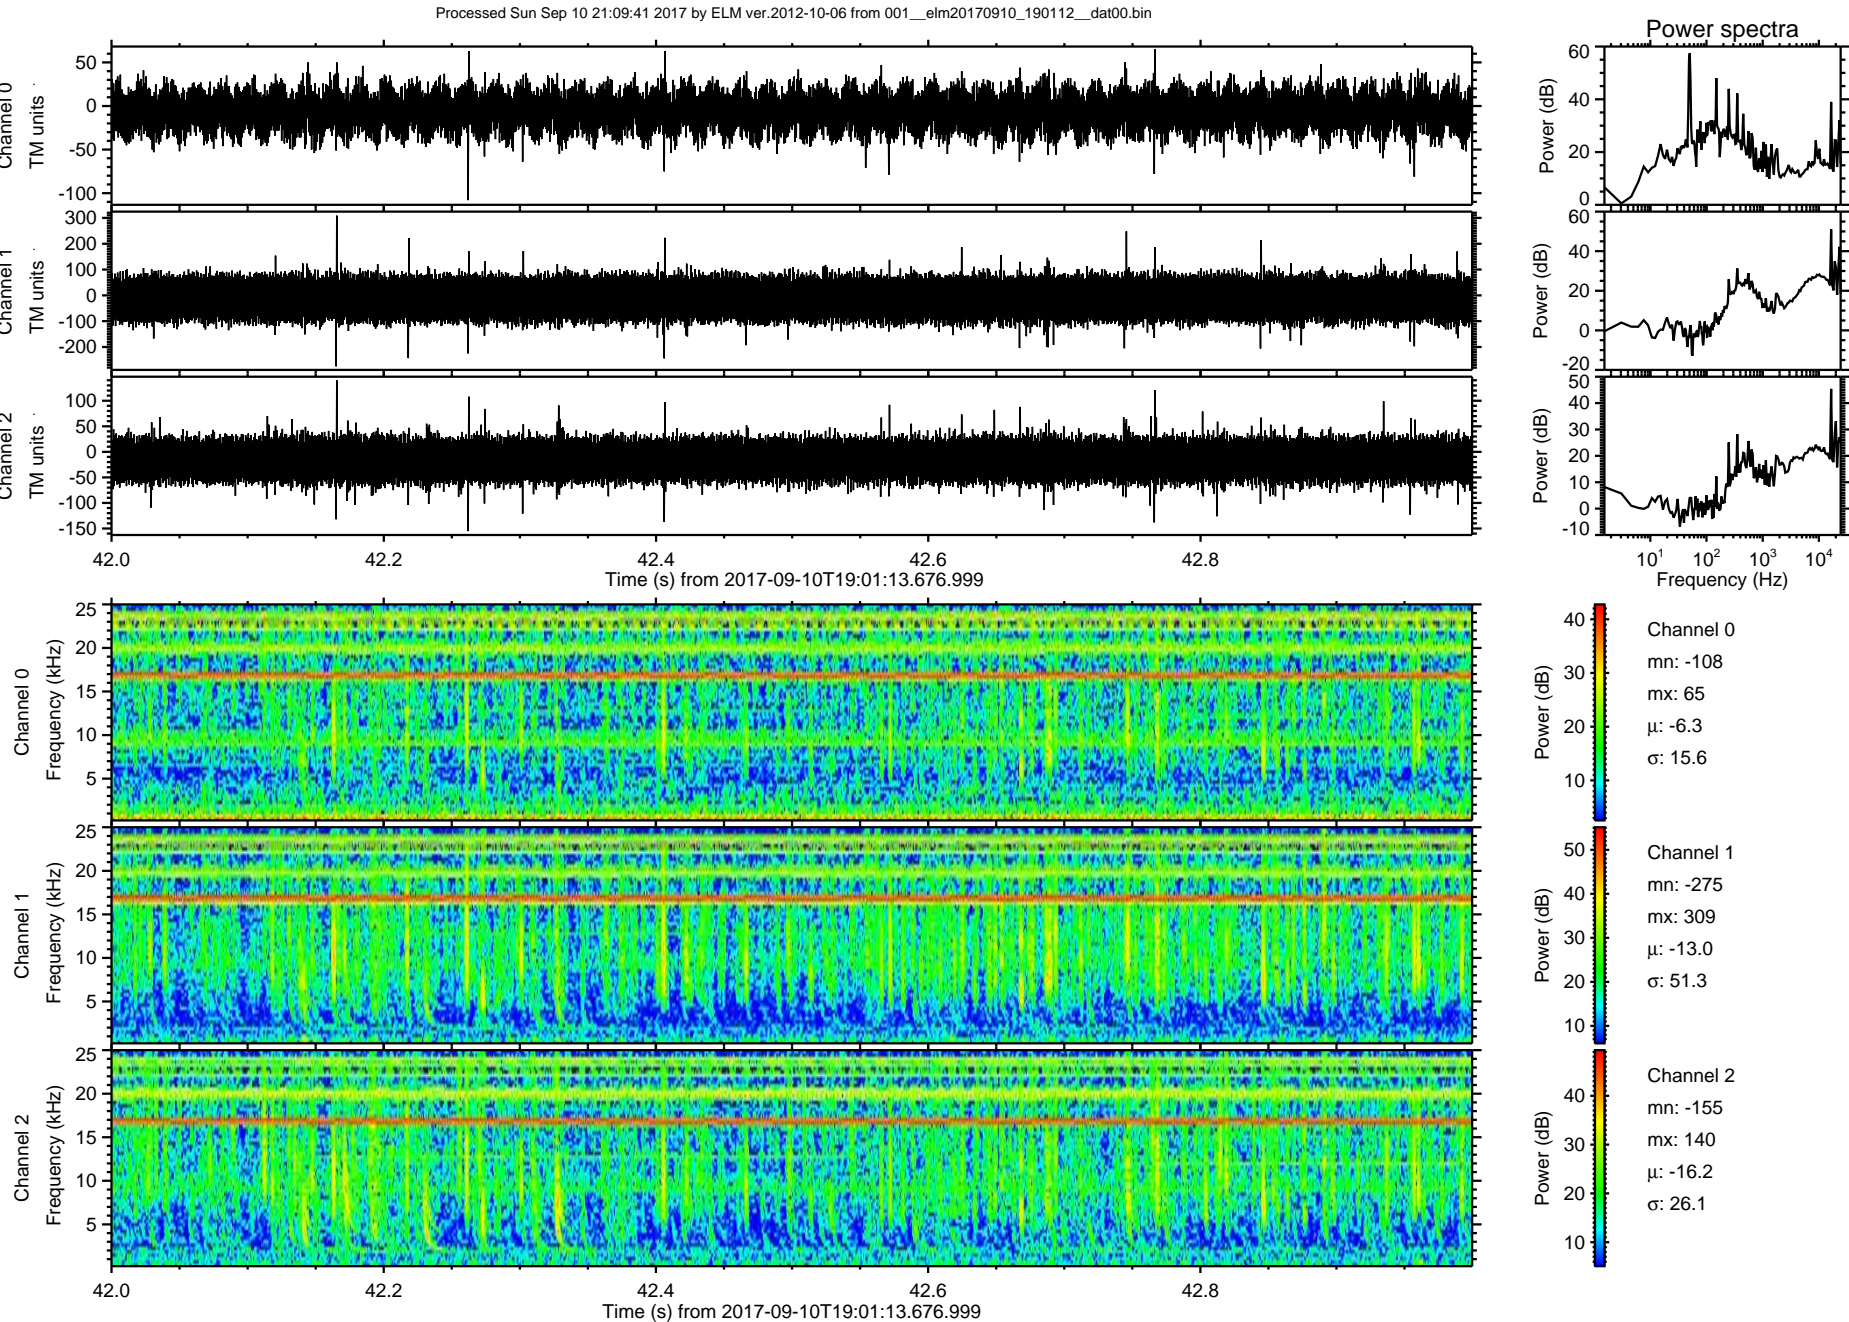 Processed Sun Sep 10 21:09:41 2017 by ELM ver.2012-10-06 from 001__elm20170910_190112__dat00.bin
Power spectra
Channel 0
TM units
50
0
-50
-100
Power (dB)
60
40
20
0
Channel 1
TM units
300
200
100
0
-100
-200
Power (dB)
60
40
20
0
-20
Channel 2
TM units
100
50
0
-50
-100
-150
Power (dB)
50
40
30
20
10
0
-10
42.0 42.2 42.4 42.6 42.8
Time (s) from 2017-09-10T19:01:13.676.999
10¹ 10² 10³ 10⁴
Frequency (Hz)
Channel 0
Frequency (kHz)
25
20
15
10
5
Power (dB)
40
30
20
10
Channel 0
mn: -108
mx: 65
μ: -6.3
σ: 15.6
Channel 1
Frequency (kHz)
25
20
15
10
5
Power (dB)
50
40
30
20
10
Channel 1
mn: -275
mx: 309
μ: -13.0
σ: 51.3
Channel 2
Frequency (kHz)
25
20
15
10
5
Power (dB)
40
30
20
10
Channel 2
mn: -155
mx: 140
μ: -16.2
σ: 26.1
42.0 42.2 42.4 42.6 42.8
Time (s) from 2017-09-10T19:01:13.676.999